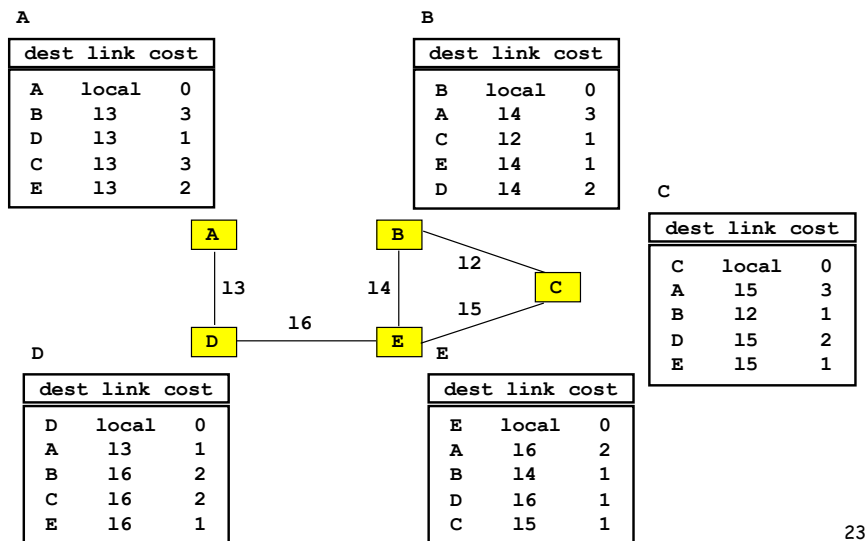 A
dest link cost
A local 0
B l3 3
D l3 1
C l3 3
E l3 2
B
dest link cost
B local 0
A l4 3
C l2 1
E l4 1
D l4 2
C
dest link cost
C local 0
A l5 3
B l2 1
D l5 2
E l5 1
A
B
l2
C
l3
l4
l5
l6
D
E
D
dest link cost
D local 0
A l3 1
B l6 2
C l6 2
E l6 1
E
dest link cost
E local 0
A l6 2
B l4 1
D l6 1
C l5 1
23